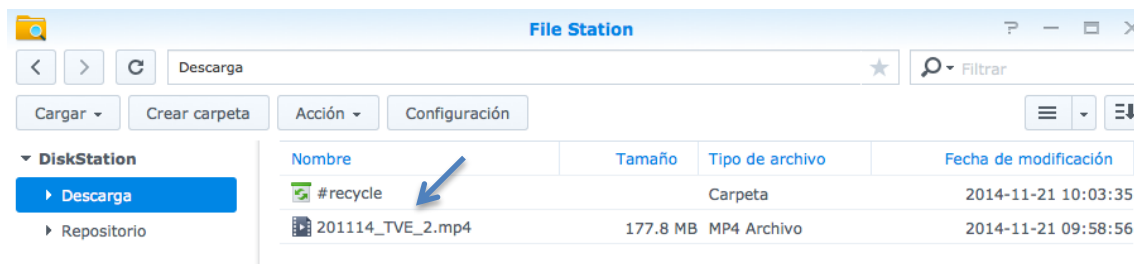 File Station
Descarga
Filtrar
Cargar Crear carpeta Acción Configuración
DiskStation Nombre Tamaño Tipo de archivo Fecha de modificación
Descarga #recycle Carpeta 2014-11-21 10:03:35
Repositorio 201114_TVE_2.mp4 177.8 MB MP4 Archivo 2014-11-21 09:58:56